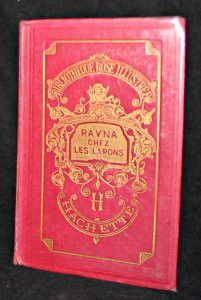 BIBLIOTHÈQUE ROSE ILLUSTRÉE
RAVNA
CHEZ
LES LAPONS
H
HACHETTE